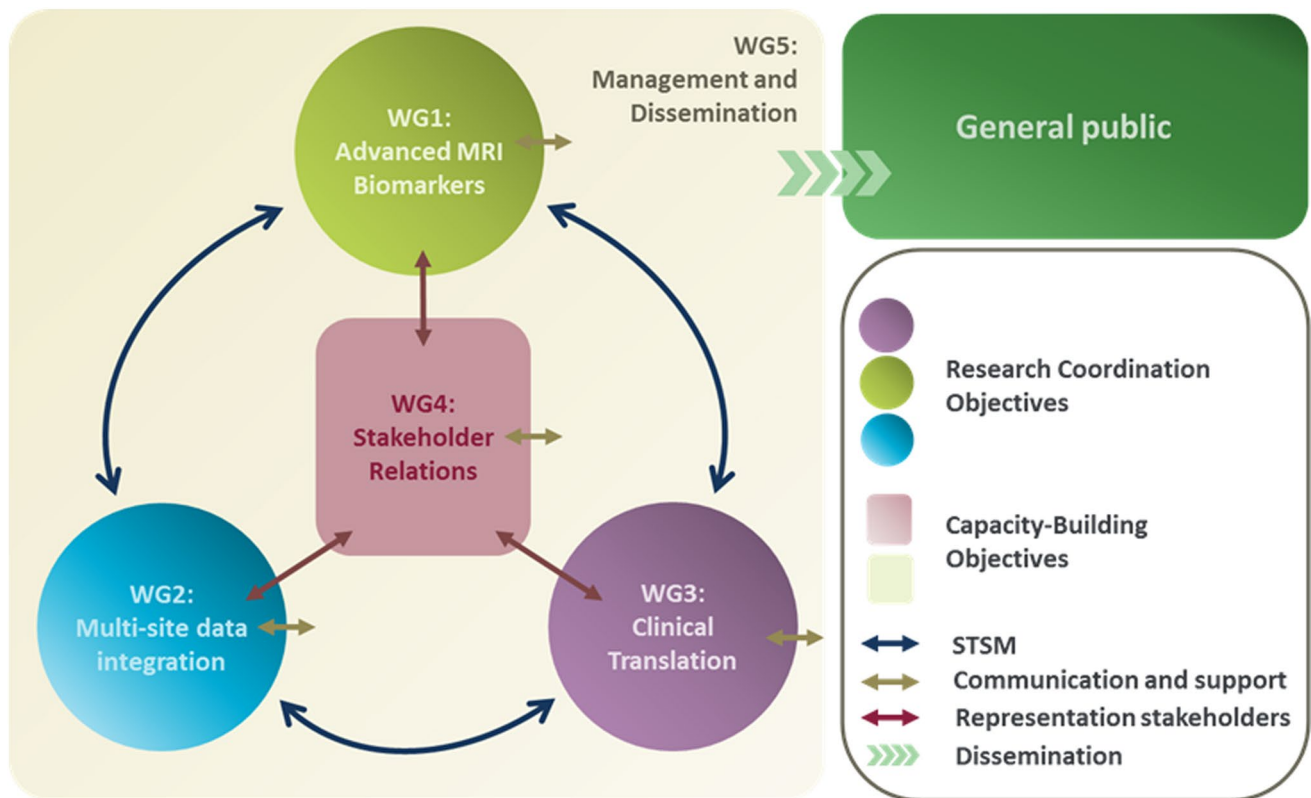 WG5:
Management and
Dissemination
General public
WG1:
Advanced MRI
Biomarkers
WG4:
Stakeholder
Relations
WG2:
Multi-site data
integration
WG3:
Clinical
Translation
Research Coordination
Objectives
Capacity-Building
Objectives
STSM
Communication and support
Representation stakeholders
Dissemination